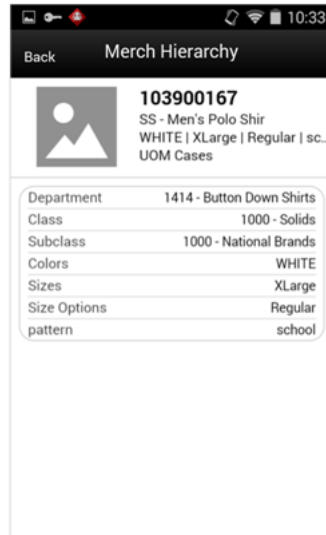 10:33
Back
Merch Hierarchy
103900167
SS - Men's Polo Shir
WHITE | XLarge | Regular | sc..
UOM Cases
Department 1414 - Button Down Shirts
Class 1000 - Solids
Subclass 1000 - National Brands
Colors WHITE
Sizes XLarge
Size Options Regular
pattern school